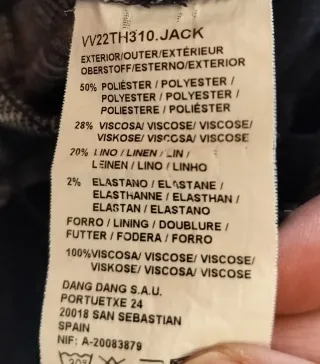 VV22TH310.JACK
EXTERIOR/OUTER/EXTÉRIEUR
OBERSTOFF/ESTERNO/EXTERIOR
50% POLIÉSTER / POLYESTER /
POLYESTER / POLYESTER /
POLIESTERE / POLIÉSTER
28% VISCOSA/ VISCOSE/ VISCOSE/
VISKOSE/ VISCOSA/ VISCOSE
20% LINO / LINEN / LIN /
LEINEN / LINO / LINHO
2% ELASTANO / ELASTANE /
ELASTHANNE / ELASTHAN /
ELASTAN / ELASTANO
FORRO / LINING / DOUBLURE /
FUTTER / FODERA / FORRO
100%VISCOSA/ VISCOSE/ VISCOSE/
VISKOSE/ VISCOSA/ VISCOSE
DANG DANG S.A.U.
PORTUETXE 24
20018 SAN SEBASTIAN
SPAIN
NIF: A-20083879
30°